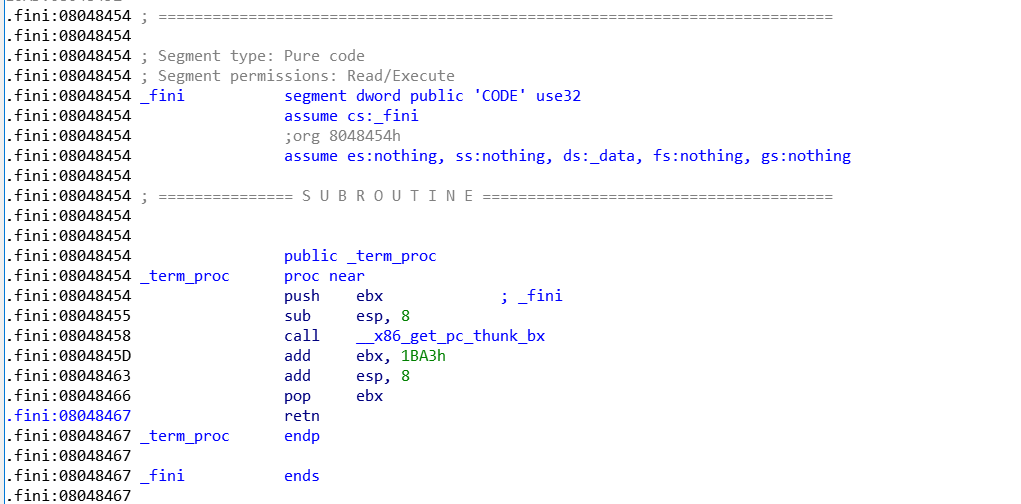 .fini:08048454 ; ===========================================================================
.fini:08048454
.fini:08048454 ; Segment type: Pure code
.fini:08048454 ; Segment permissions: Read/Execute
.fini:08048454 _fini           segment dword public 'CODE' use32
.fini:08048454                 assume cs:_fini
.fini:08048454                 ;org 8048454h
.fini:08048454                 assume es:nothing, ss:nothing, ds:_data, fs:nothing, gs:nothing
.fini:08048454
.fini:08048454 ; =============== S U B R O U T I N E =======================================
.fini:08048454
.fini:08048454
.fini:08048454                 public _term_proc
.fini:08048454 _term_proc      proc near
.fini:08048454                 push    ebx             ; _fini
.fini:08048455                 sub     esp, 8
.fini:08048458                 call    __x86_get_pc_thunk_bx
.fini:0804845D                 add     ebx, 1BA3h
.fini:08048463                 add     esp, 8
.fini:08048466                 pop     ebx
.fini:08048467                 retn
.fini:08048467 _term_proc      endp
.fini:08048467
.fini:08048467 _fini           ends
.fini:08048467